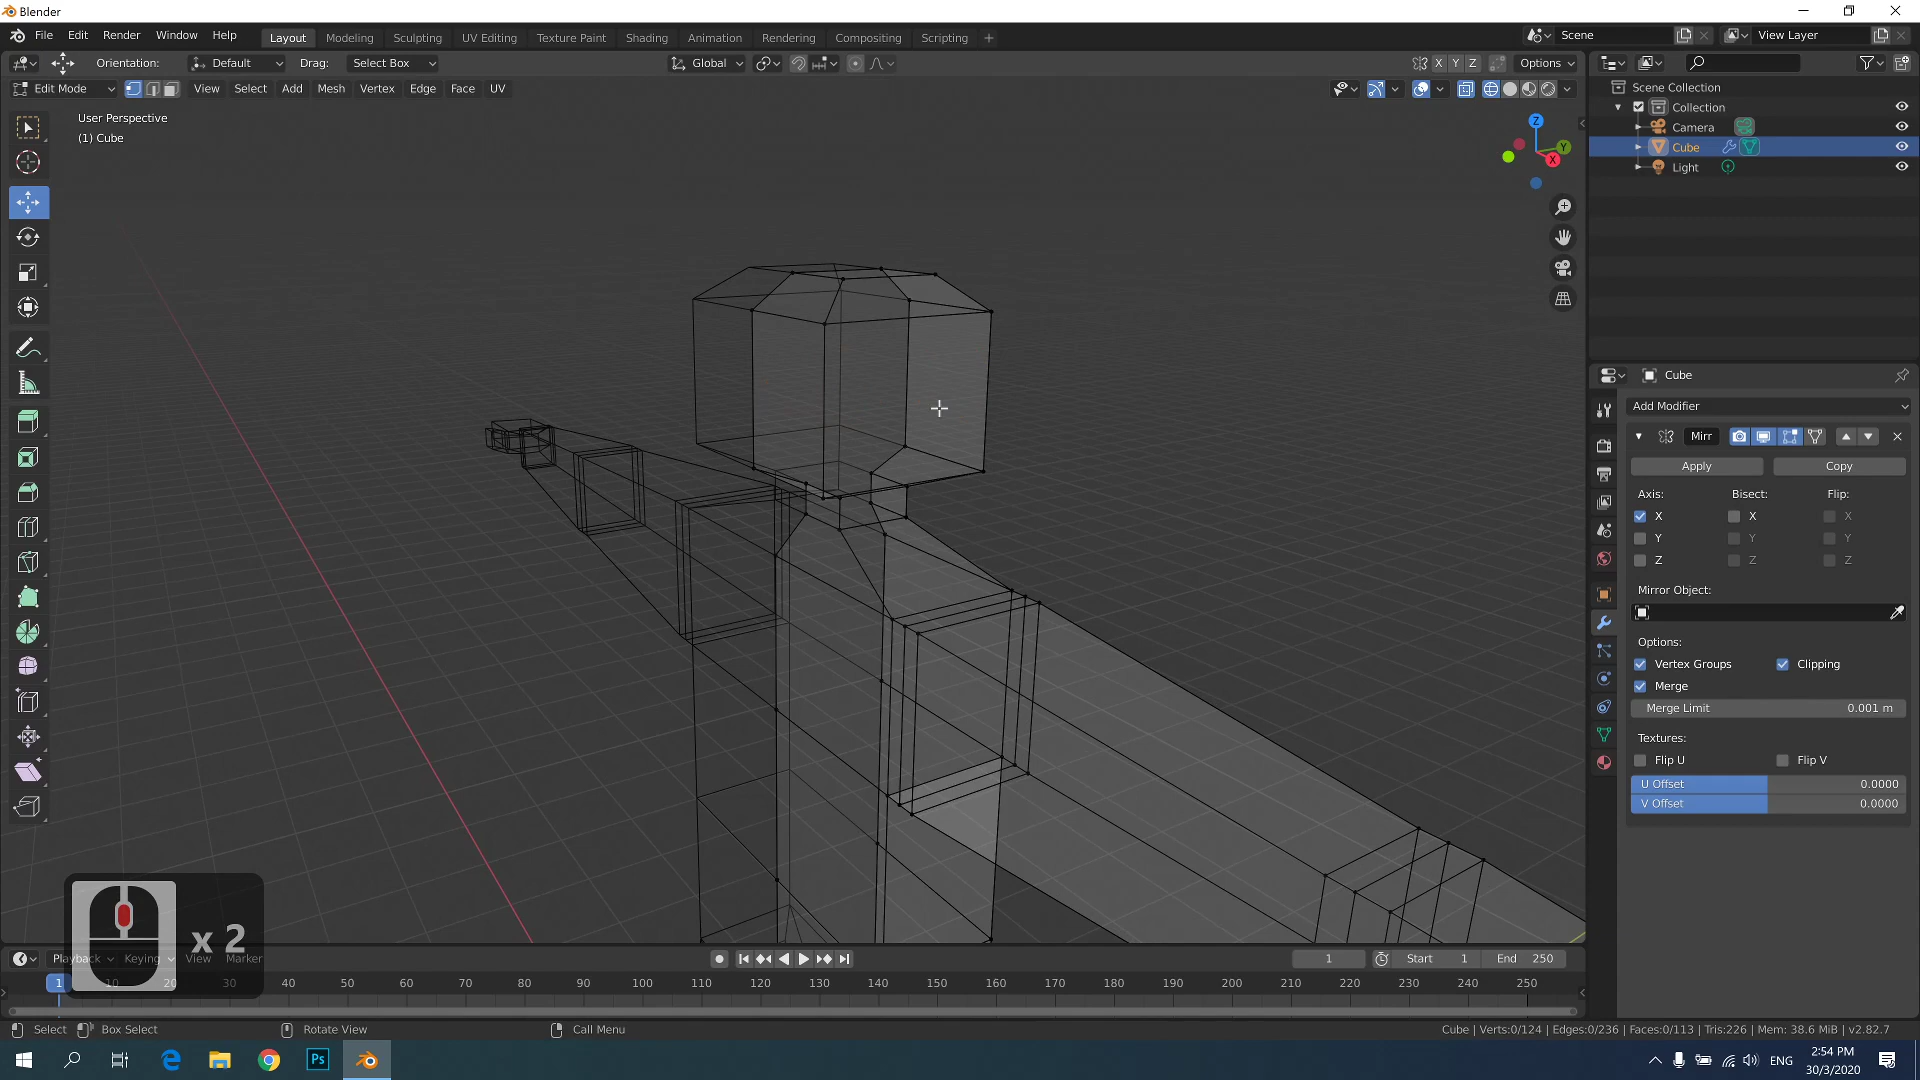 Blender
File Edit Render Window Help Layout Modeling Sculpting UV Editing Texture Paint Shading Animation Rendering Compositing Scripting + Scene View Layer
Orientation: Default Drag: Select Box Global X Y Z Options
Edit Mode View Select Add Mesh Vertex Edge Face UV
User Perspective
(1) Cube
Z
Y
X
Scene Collection
Collection
Camera
Cube
Light
Cube
Add Modifier
Mirr
Apply Copy
Axis: Bisect: Flip:
X X X
Y Y Y
Z Z Z
Mirror Object:
Options:
Vertex Groups Clipping
Merge
Merge Limit 0.001 m
Textures:
Flip U Flip V
U Offset 0.0000
V Offset 0.0000
x 2
Playback Keying View Marker 1 Start 1 End 250
1 10 20 30 40 50 60 70 80 90 100 110 120 130 140 150 160 170 180 190 200 210 220 230 240 250
Select Box Select Rotate View Call Menu Cube | Verts:0/124 | Edges:0/236 | Faces:0/113 | Tris:226 | Mem: 38.6 MiB | v2.82.7
Ps ENG 2:54 PM
30/3/2020